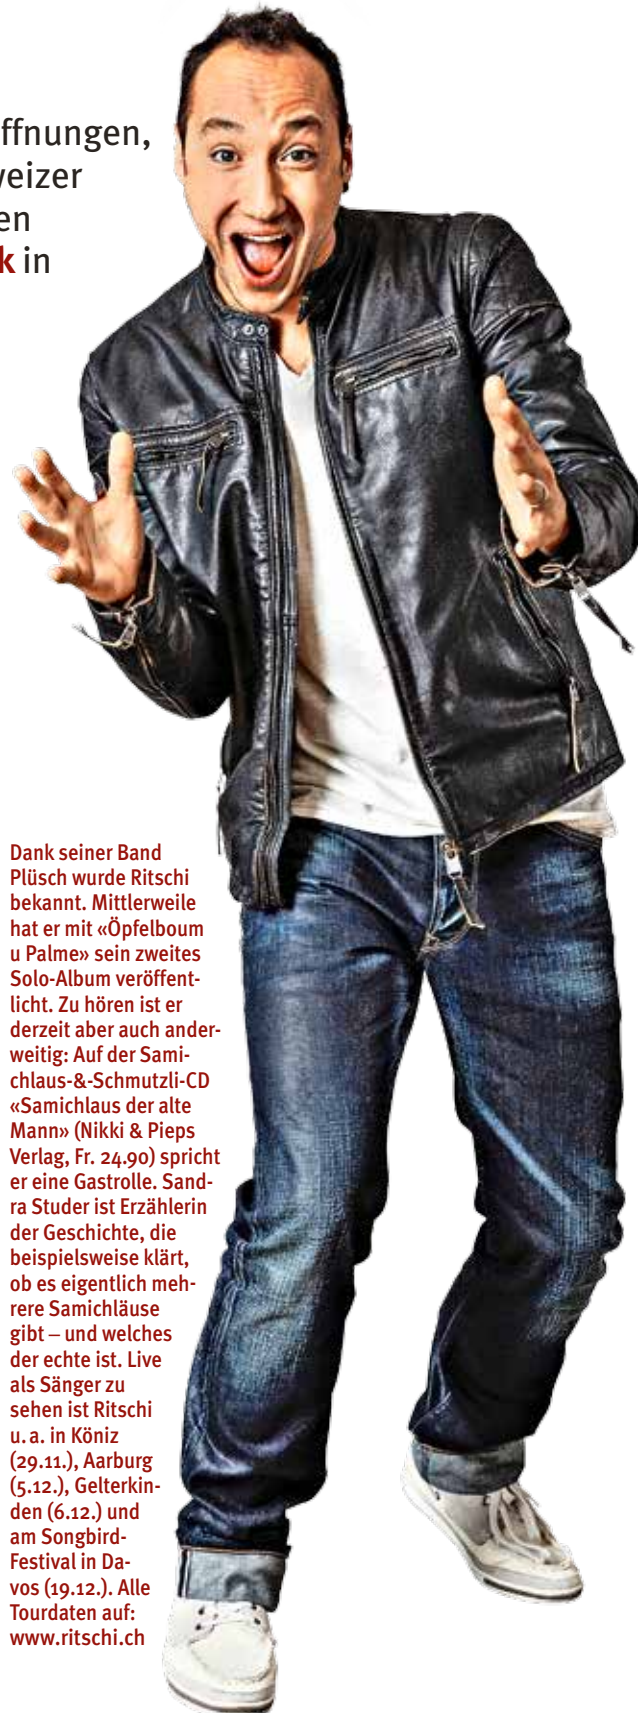 ffnungen,
eizer
en
k in
Dank seiner Band
Plüsch wurde Ritschi
bekannt. Mittlerweile
hat er mit «Öpfelboum
u Palme» sein zweites
Solo-Album veröffent-
licht. Zu hören ist er
derzeit aber auch ander-
weitig: Auf der Sami-
chlaus-&-Schmutzli-CD
«Samichlaus der alte
Mann» (Nikki & Pieps
Verlag, Fr. 24.90) spricht
er eine Gastrolle. Sand-
ra Studer ist Erzählerin
der Geschichte, die
beispielsweise klärt,
ob es eigentlich meh-
rere Samichläuse
gibt – und welches
der echte ist. Live
als Sänger zu
sehen ist Ritschi
u. a. in Köniz
(29.11.), Aarburg
(5.12.), Gelterkin-
den (6.12.) und
am Songbird-
Festival in Da-
vos (19.12.). Alle
Tourdaten auf:
www.ritschi.ch